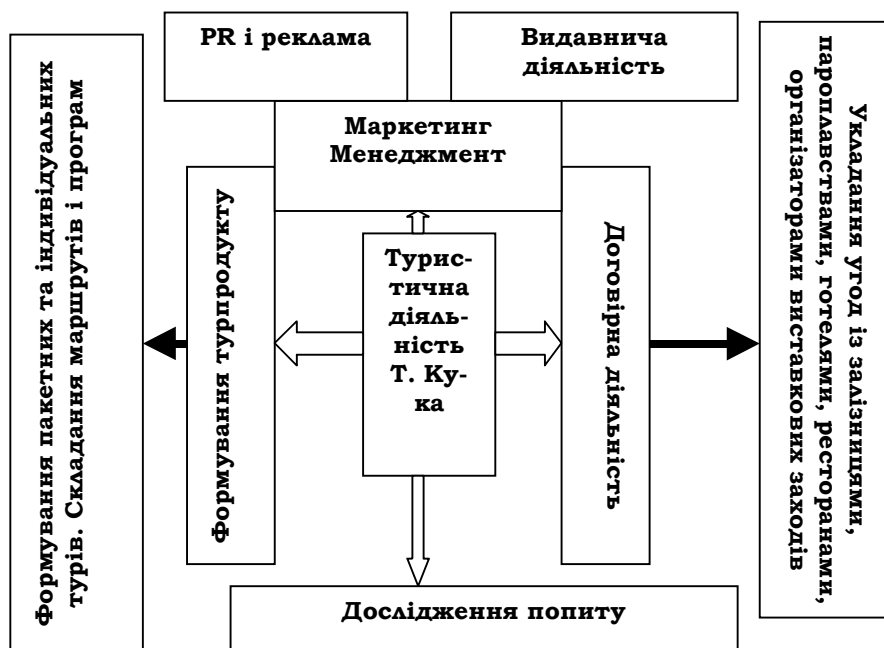 PR і реклама
Видавнича
діяльність
Маркетинг
Менеджмент
Формування пакетних та індивідуальних
турів. Складання маршрутів і програм
Формування турпродукту
Турис-
тична
діяль-
ність
Т. Ку-
ка
Договірна діяльність
Укладання угод із залізницями,
пароплавствами, готелями, ресторанами,
організаторами виставкових заходів
Дослідження попиту